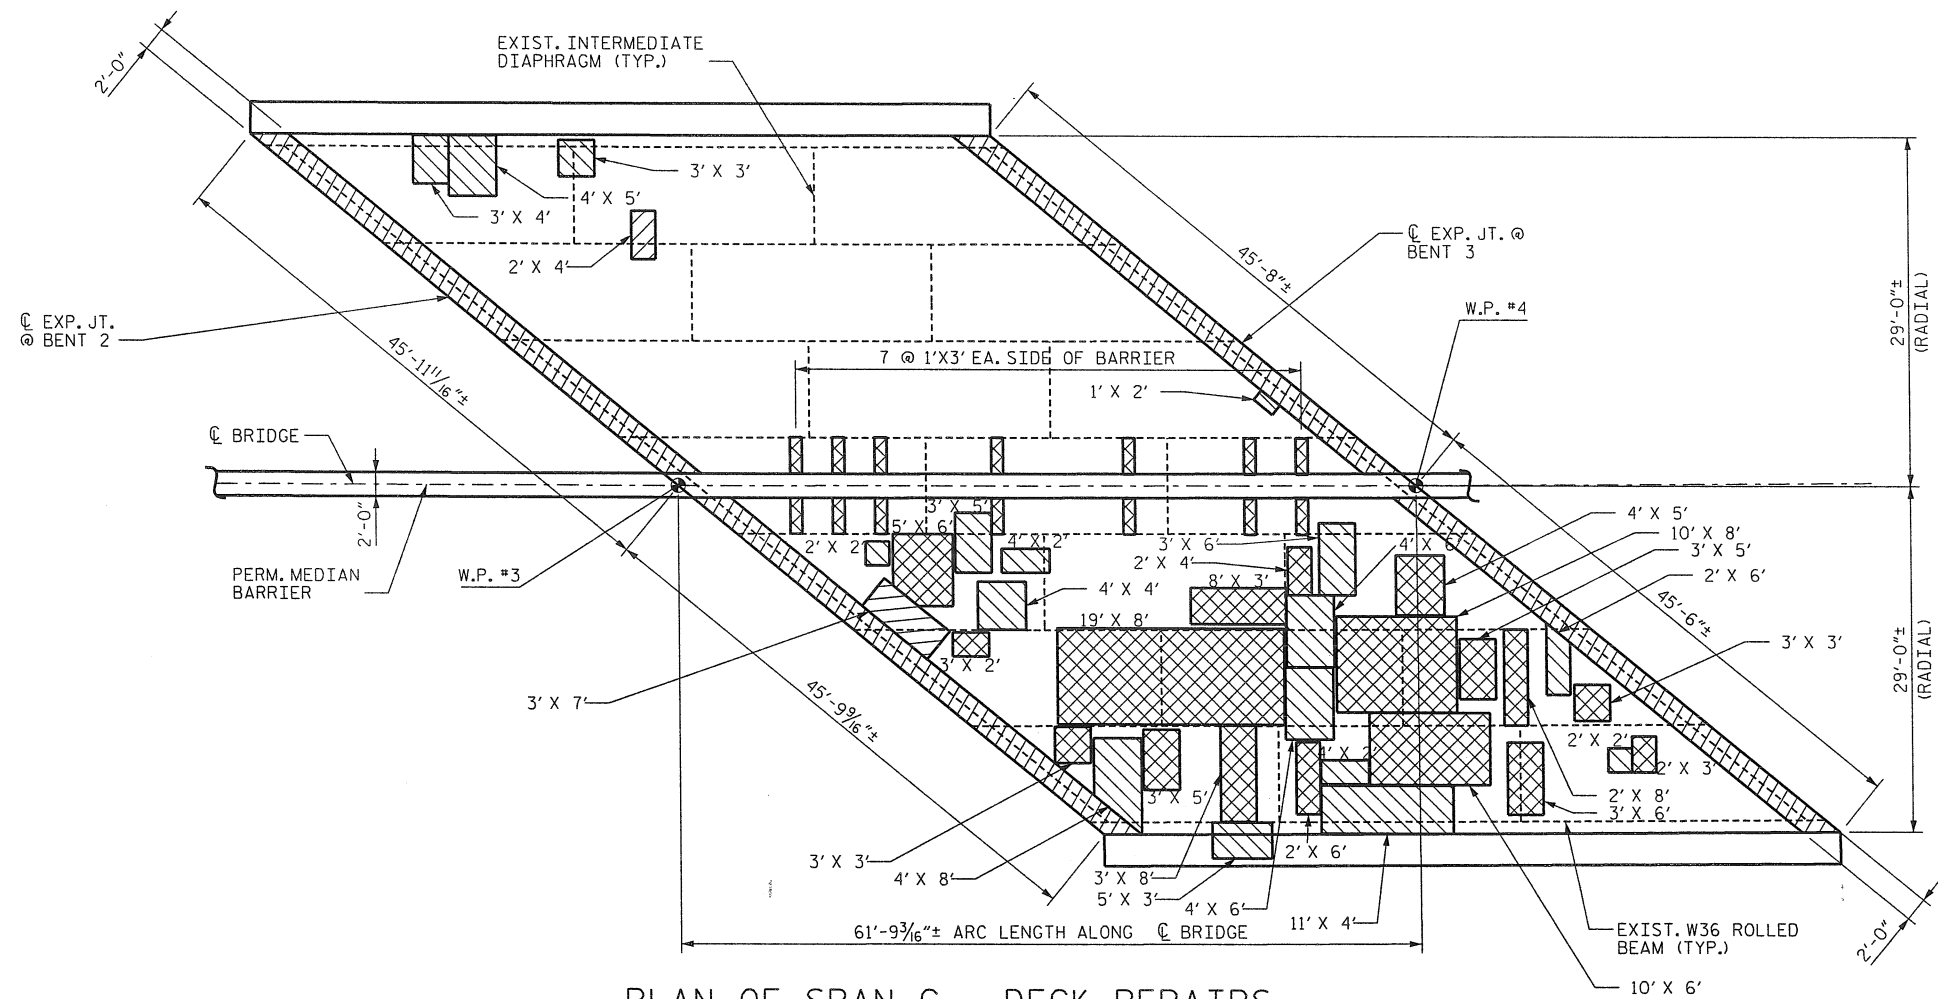 2'-0"
EXIST. INTERMEDIATE
DIAPHRAGM (TYP.)
3' X 3'
4' X 5'
3' X 4'
2' X 4'
45'-8"±
℄ EXP. JT. @
BENT 3
W.P. #4
29'-0"±
(RADIAL)
℄ EXP. JT.
@ BENT 2
45'-11 11/16"±
7 @ 1'X3' EA. SIDE OF BARRIER
1' X 2'
℄ BRIDGE
2'-0"
PERM. MEDIAN
BARRIER
W.P. #3
3' X 5'
5' X 6'
2' X 2'
4' X 2'
3' X 6'
2' X 4'
8' X 3'
4' X 6'
4' X 5'
10' X 8'
3' X 5'
2' X 6'
4' X 4'
19' X 8'
3' X 2'
3' X 7'
45'-6"±
3' X 3'
29'-0"±
(RADIAL)
45'-9 9/16"±
2' X 2'
4' X 2'
2' X 3'
3' X 5'
2' X 8'
3' X 6'
3' X 3'
4' X 8'
3' X 8'
5' X 3'
4' X 6'
2' X 6'
11' X 4'
61'-9 3/16"± ARC LENGTH ALONG ℄ BRIDGE
EXIST. W36 ROLLED
BEAM (TYP.)
2'-0"
10' X 6'
PLAN OF SPAN C - DECK REPAIRS